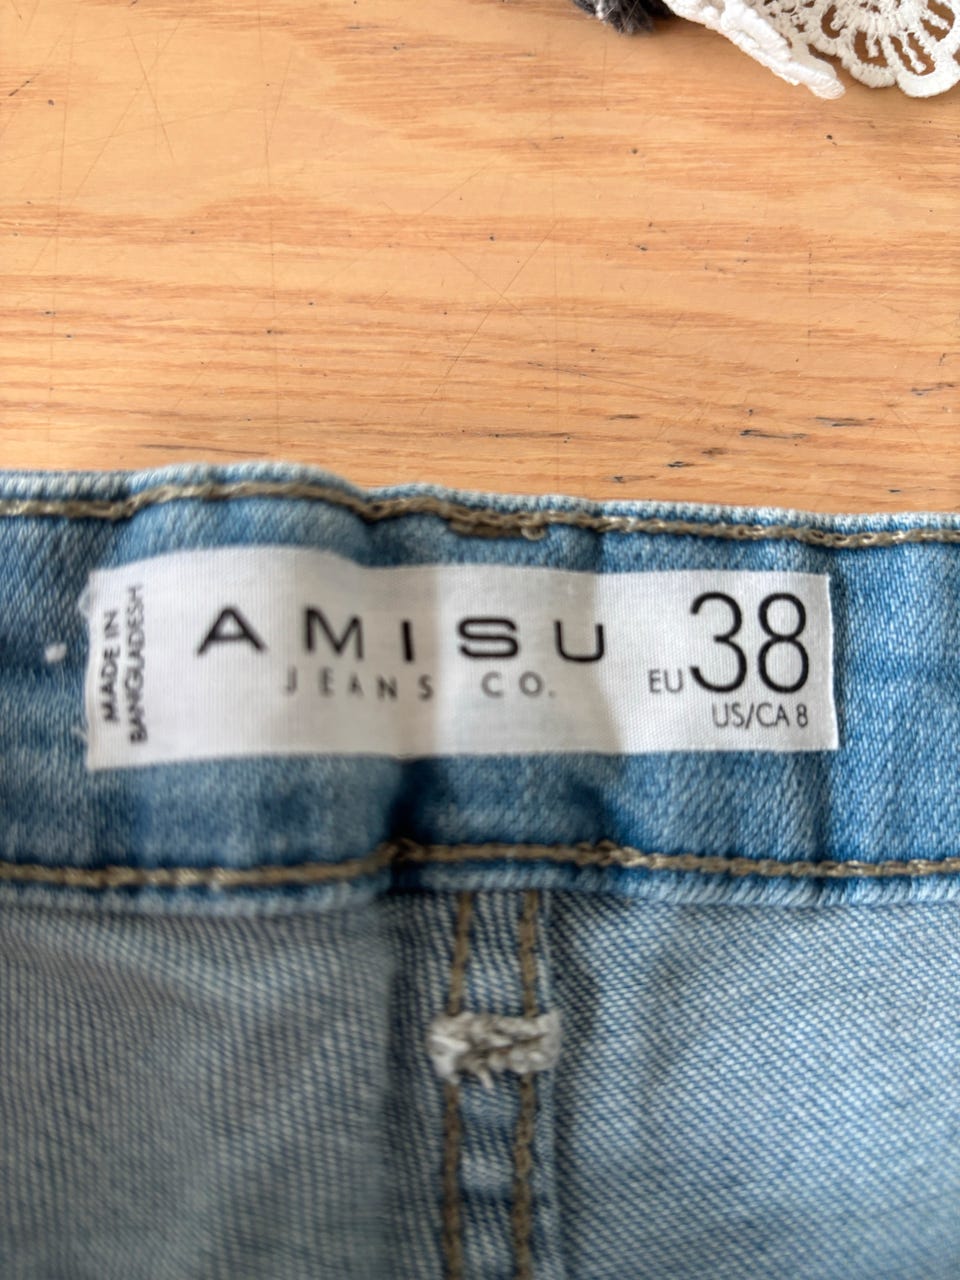 MADE IN
BANGLADESH
AMISU
JEANS CO.
EU 38
US/CA 8